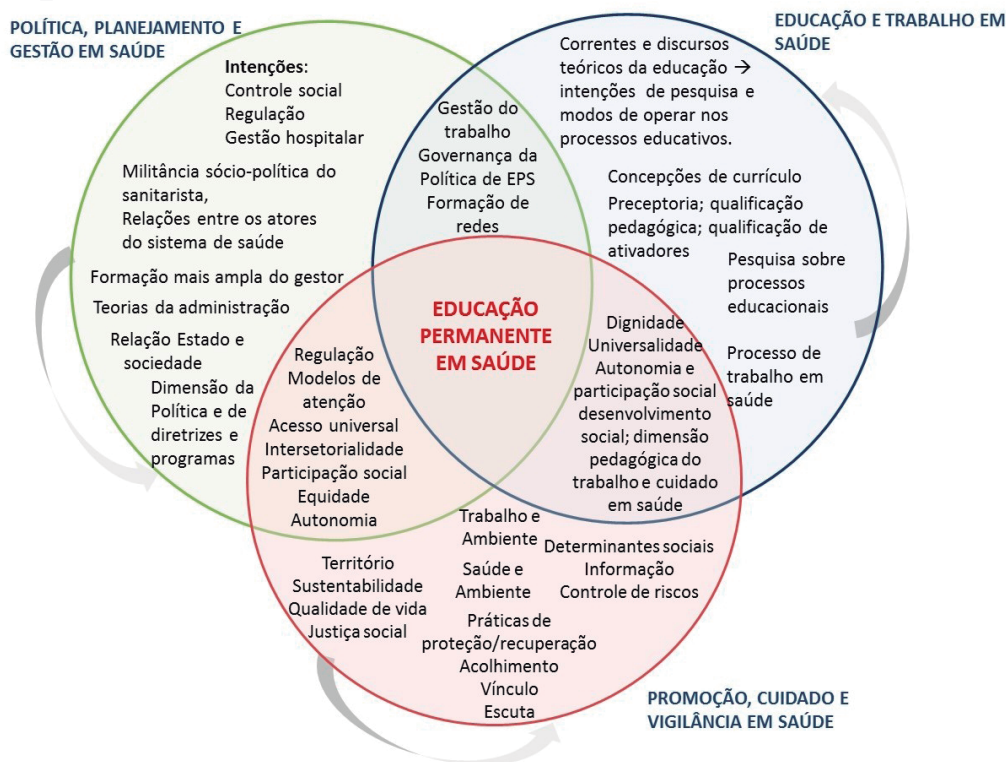 POLÍTICA, PLANEJAMENTO E
GESTÃO EM SAÚDE
EDUCAÇÃO E TRABALHO EM
SAÚDE
Intenções:
Controle social
Regulação
Gestão hospitalar
Militância sócio-política do
sanitarista,
Relações entre os atores
do sistema de saúde
Formação mais ampla do gestor
Teorias da administração
Relação Estado e
sociedade
Dimensão da
Política e de
diretrizes e
programas
Gestão do
trabalho
Governança da
Política de EPS
Formação de
redes
Correntes e discursos
teóricos da educação →
intenções de pesquisa e
modos de operar nos
processos educativos.
Concepções de currículo
Preceptoria; qualificação
pedagógica; qualificação de
ativadores
Pesquisa sobre
processos
educacionais
Processo de
trabalho em
saúde
EDUCAÇÃO
PERMANENTE
EM SAÚDE
Regulação
Modelos de
atenção
Acesso universal
Intersetorialidade
Participação social
Equidade
Autonomia
Dignidade
Universalidade
Autonomia e
participação social
desenvolvimento
social; dimensão
pedagógica do
trabalho e cuidado
em saúde
Território
Sustentabilidade
Qualidade de vida
Justiça social
Trabalho e
Ambiente
Saúde e
Ambiente
Determinantes sociais
Informação
Controle de riscos
Práticas de
proteção/recuperação
Acolhimento
Vínculo
Escuta
PROMOÇÃO, CUIDADO E
VIGILÂNCIA EM SAÚDE